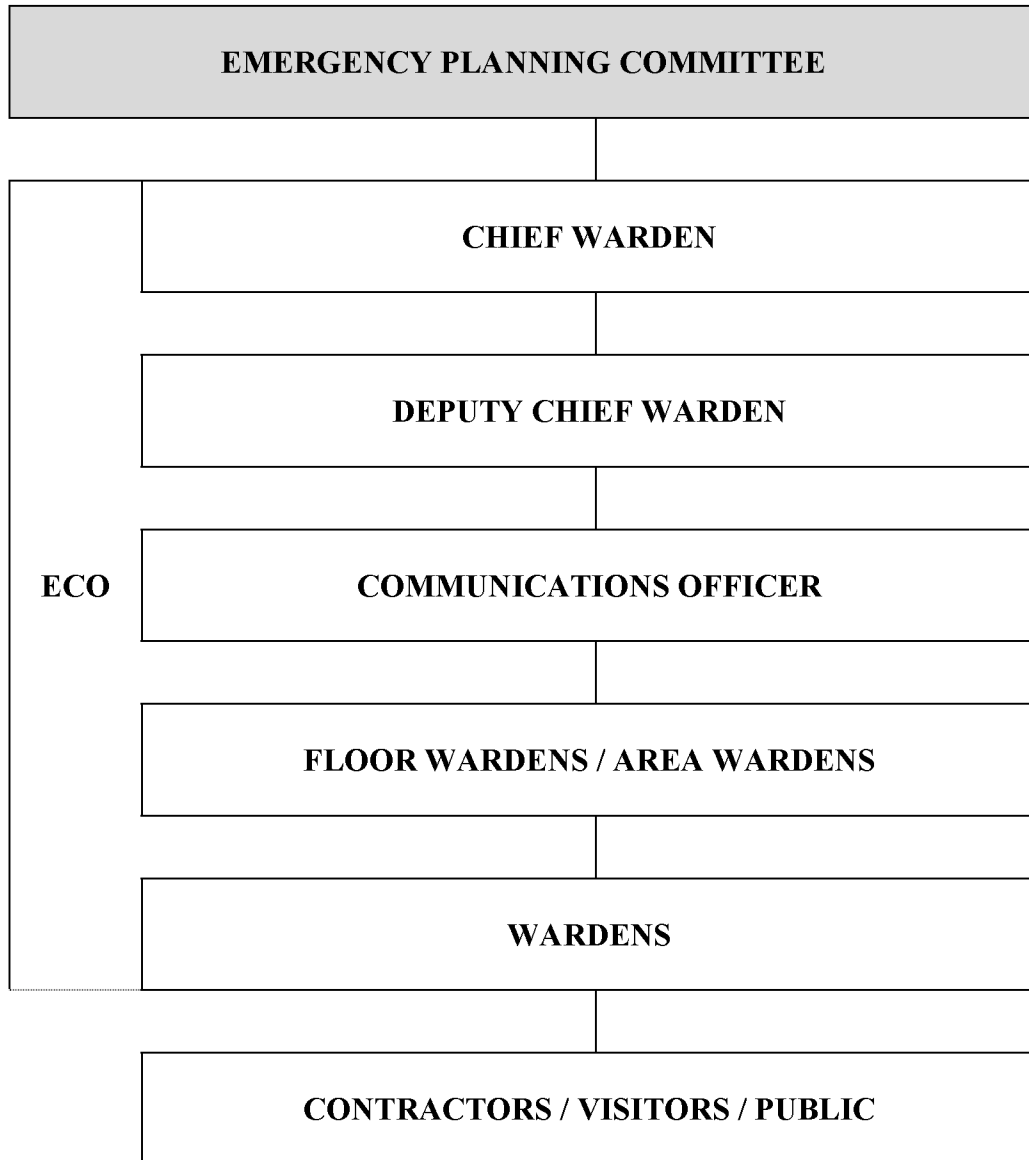 EMERGENCY PLANNING COMMITTEE
CHIEF WARDEN
DEPUTY CHIEF WARDEN
ECO
COMMUNICATIONS OFFICER
FLOOR WARDENS / AREA WARDENS
WARDENS
CONTRACTORS / VISITORS / PUBLIC